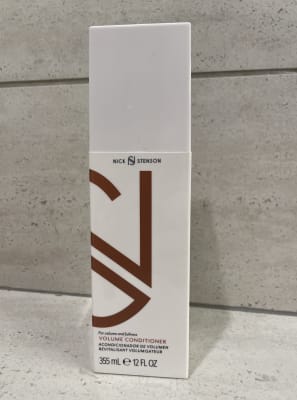 NICK STENSON
For volume and fullness
VOLUME CONDITIONER
ACONDICIONADOR DE VOLUMEN
REVITALISANT VOLUMATEUR
355 mL ℮ 12 FL OZ